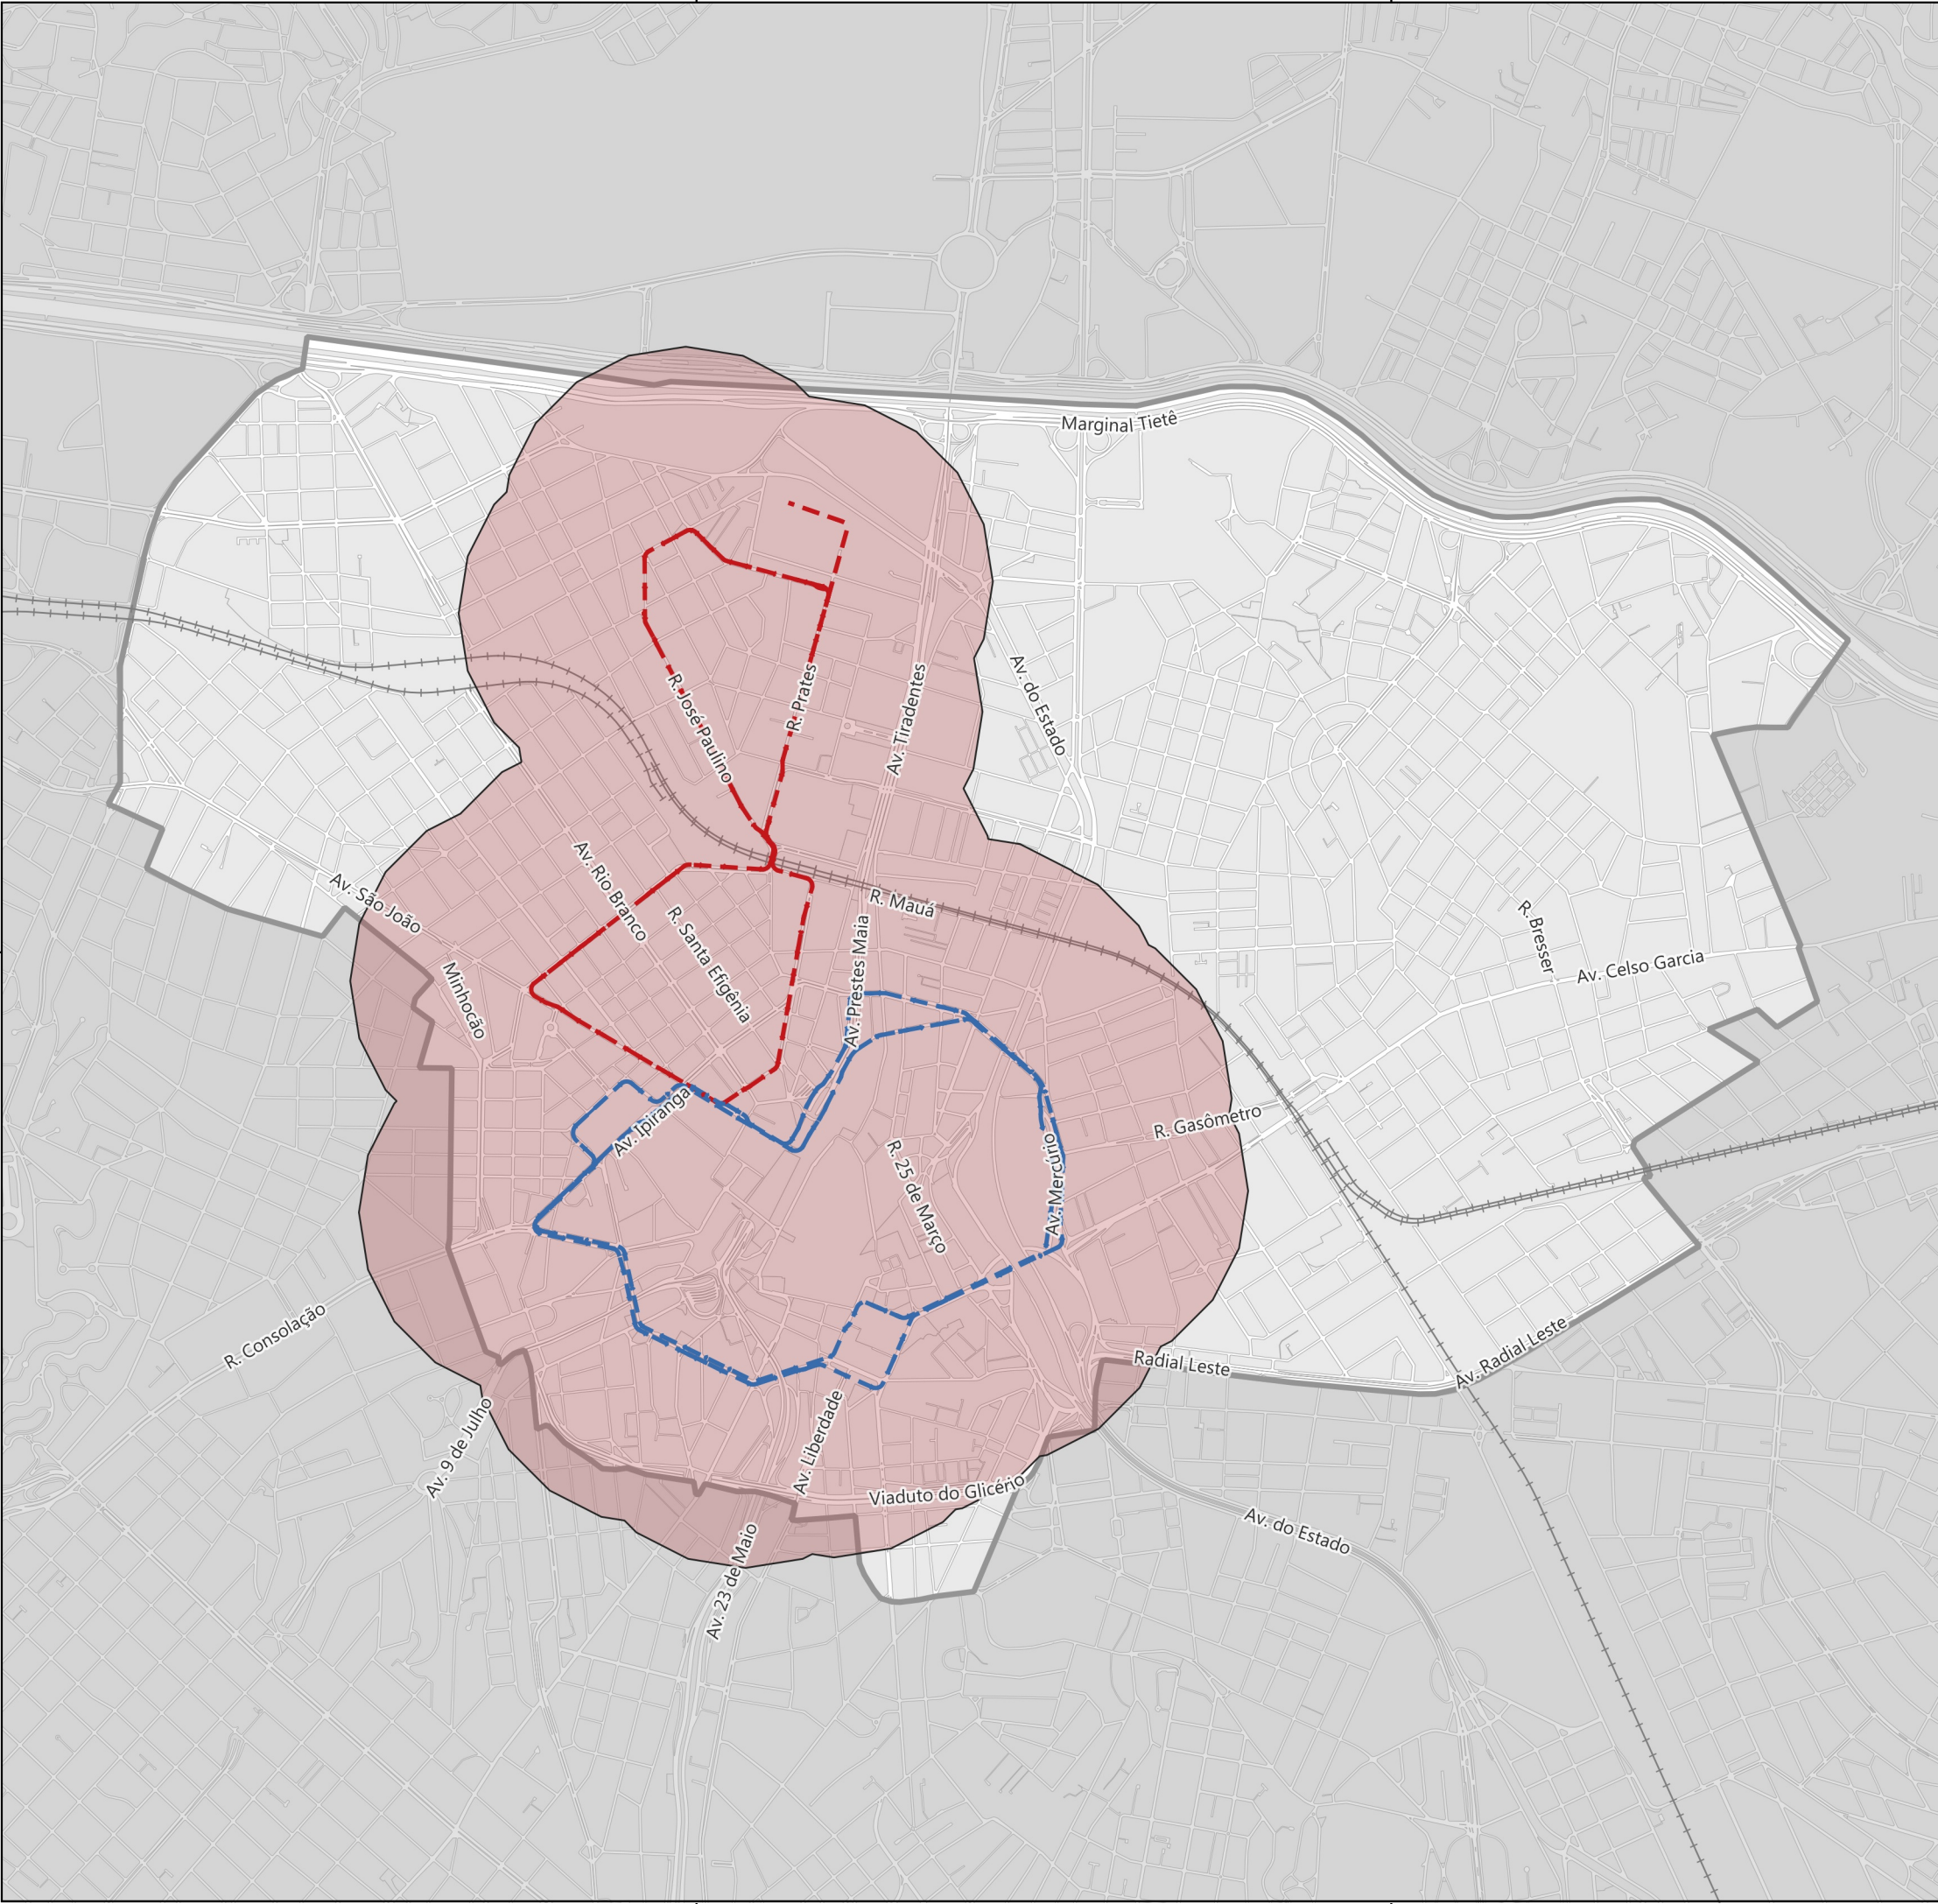 Marginal Tietê
Av. do Estado
R. José Paulino
R. Prates
Av. Tiradentes
Av. Rio Branco
Av. São João
R. Santa Efigênia
R. Mauá
Av. Prestes Maia
R. Bresser
Av. Celso Garcia
Minhocão
Av. Ipiranga
R. Gasômetro
R. 25 de Março
Av. Mercúrio
R. Consolação
Radial Leste
Av. Radial Leste
Av. 9 de Julho
Av. Liberdade
Viaduto do Glicério
Av. 23 de Maio
Av. do Estado